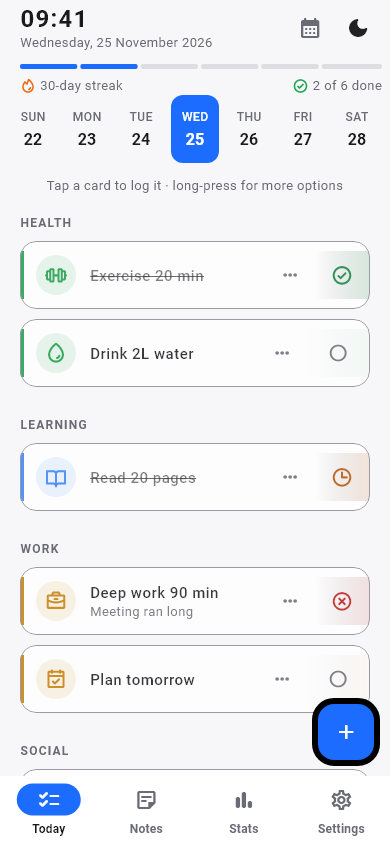 09:41
Wednesday, 25 November 2026
30-day streak
2 of 6 done
SUN MON TUE WED THU FRI SAT
22 23 24 25 26 27 28
Tap a card to log it · long-press for more options
HEALTH
Exercise 20 min
Drink 2L water
LEARNING
Read 20 pages
WORK
Deep work 90 min
Meeting ran long
Plan tomorrow
SOCIAL
Today Notes Stats Settings